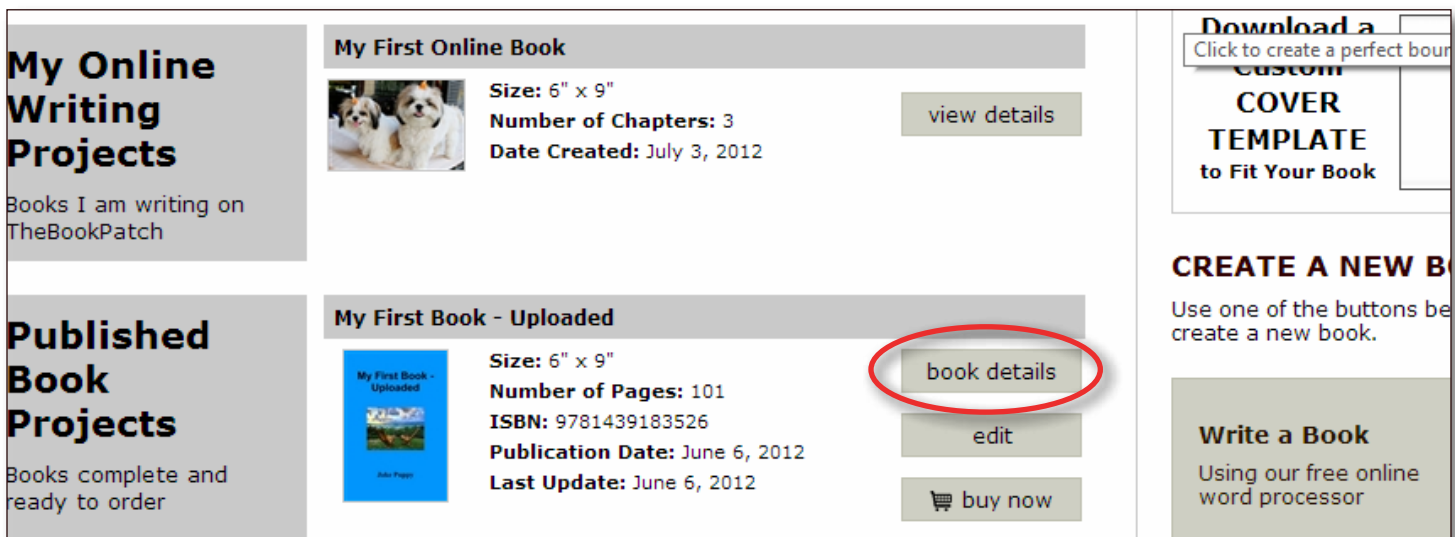 My Online
Writing
Projects
Books I am writing on
TheBookPatch
My First Online Book
Size: 6" x 9"
Number of Chapters: 3
Date Created: July 3, 2012
view details
Published
Book
Projects
Books complete and
ready to order
My First Book - Uploaded
My First Book -
Uploaded
Size: 6" x 9"
Number of Pages: 101
ISBN: 9781439183526
Publication Date: June 6, 2012
Last Update: June 6, 2012
book details
edit
buy now
Download a
Click to create a perfect
Custom
COVER
TEMPLATE
to Fit Your Book
CREATE A NEW
Use one of the buttons
create a new book.
Write a Book
Using our free online
word processor